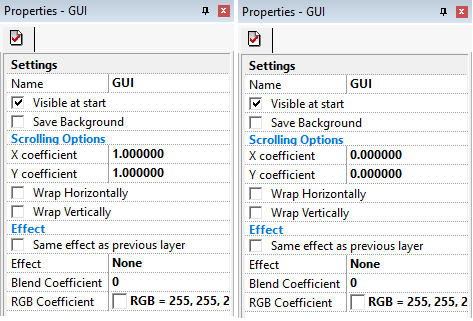 Properties - GUI
Settings
Name GUI
Visible at start
Save Background
Scrolling Options
X coefficient 1.000000
Y coefficient 1.000000
Wrap Horizontally
Wrap Vertically
Effect
Same effect as previous layer
Effect None
Blend Coefficient 0
RGB Coefficient RGB = 255, 255, 2
Properties - GUI
Settings
Name GUI
Visible at start
Save Background
Scrolling Options
X coefficient 0.000000
Y coefficient 0.000000
Wrap Horizontally
Wrap Vertically
Effect
Same effect as previous layer
Effect None
Blend Coefficient 0
RGB Coefficient RGB = 255, 255, 2